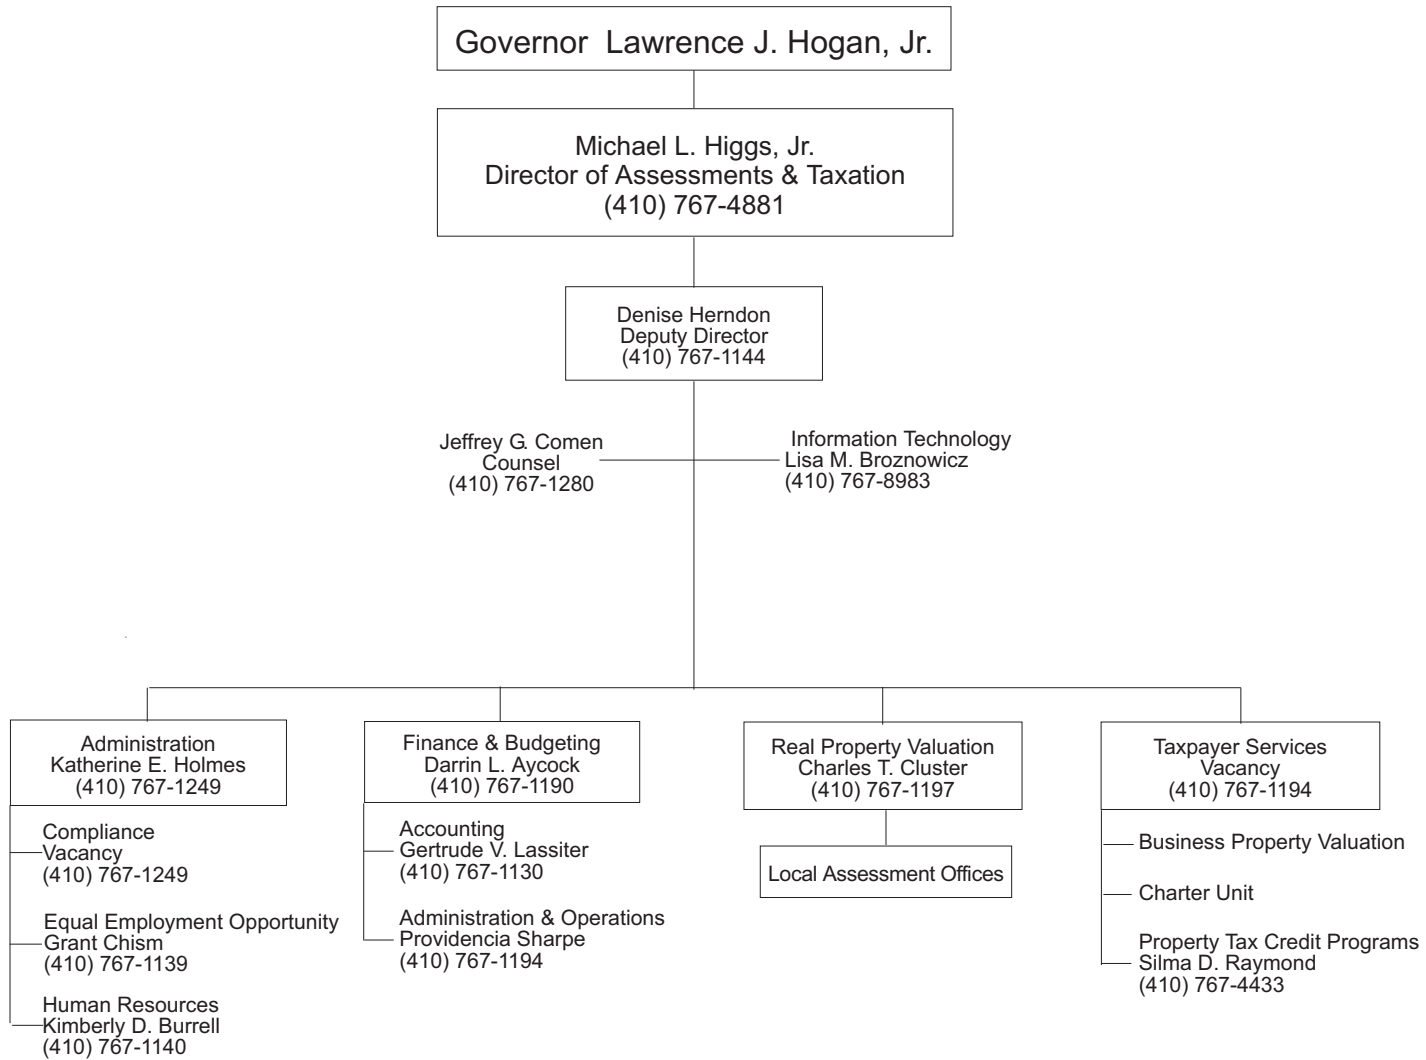 Governor Lawrence J. Hogan, Jr.
Michael L. Higgs, Jr.
Director of Assessments & Taxation
(410) 767-4881
Denise Herndon
Deputy Director
(410) 767-1144
Jeffrey G. Comen
Counsel
(410) 767-1280
Information Technology
Lisa M. Broznowicz
(410) 767-8983
Administration
Katherine E. Holmes
(410) 767-1249
Compliance
Vacancy
(410) 767-1249
Equal Employment Opportunity
Grant Chism
(410) 767-1139
Human Resources
Kimberly D. Burrell
(410) 767-1140
Finance & Budgeting
Darrin L. Aycock
(410) 767-1190
Accounting
Gertrude V. Lassiter
(410) 767-1130
Administration & Operations
Providencia Sharpe
(410) 767-1194
Real Property Valuation
Charles T. Cluster
(410) 767-1197
Local Assessment Offices
Taxpayer Services
Vacancy
(410) 767-1194
Business Property Valuation
Charter Unit
Property Tax Credit Programs
Silma D. Raymond
(410) 767-4433